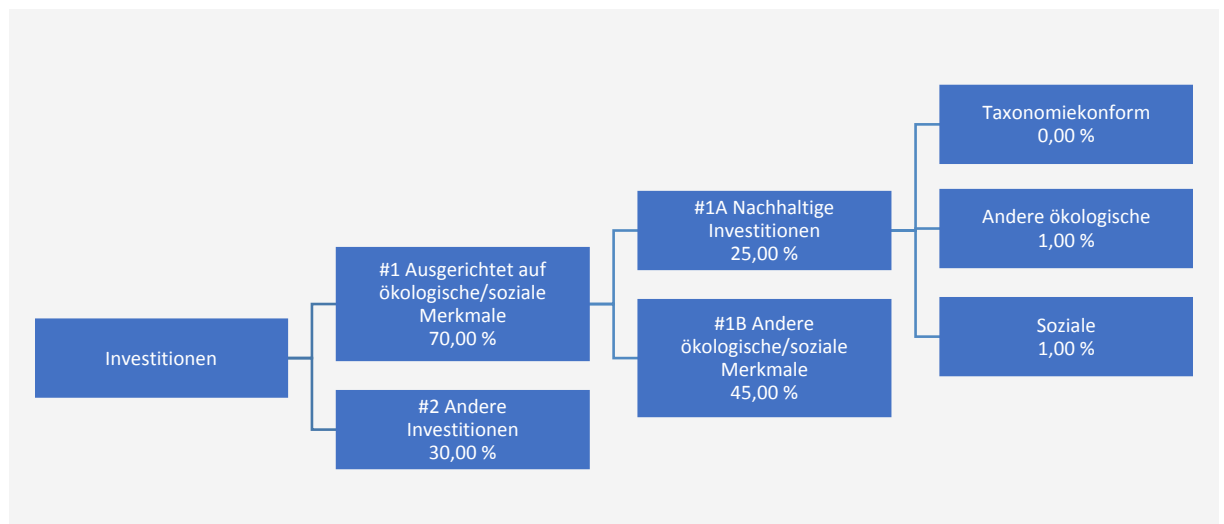 Investitionen
#1 Ausgerichtet auf
ökologische/soziale
Merkmale
70,00 %
#2 Andere
Investitionen
30,00 %
#1A Nachhaltige
Investitionen
25,00 %
#1B Andere
ökologische/soziale
Merkmale
45,00 %
Taxonomiekonform
0,00 %
Andere ökologische
1,00 %
Soziale
1,00 %